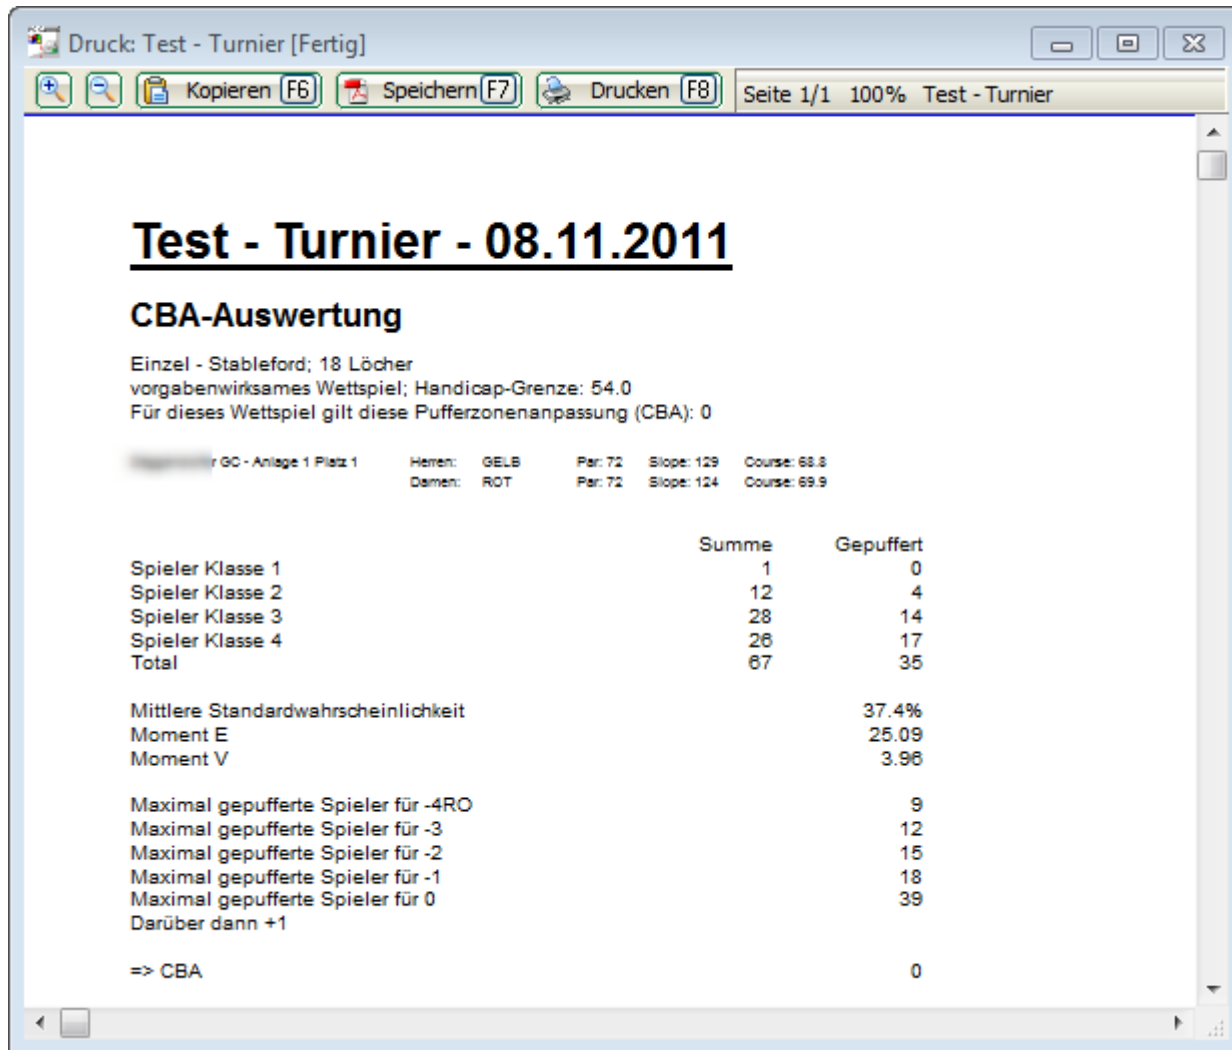 Druck: Test - Turnier [Fertig]
Kopieren F6 Speichern F7 Drucken F8 Seite 1/1 100% Test - Turnier
Test - Turnier - 08.11.2011
CBA-Auswertung
Einzel - Stableford; 18 Löcher
vorgabenwirksames Wettspiel; Handicap-Grenze: 54.0
Für dieses Wettspiel gilt diese Pufferzonenanpassung (CBA): 0
GC - Anlage 1 Platz 1 Herren: GELB Par: 72 Slope: 129 Course: 68.8
Damen: ROT Par: 72 Slope: 124 Course: 69.9
Summe Gepuffert
Spieler Klasse 1 1 0
Spieler Klasse 2 12 4
Spieler Klasse 3 28 14
Spieler Klasse 4 26 17
Total 67 35
Mittlere Standardwahrscheinlichkeit 37.4%
Moment E 25.09
Moment V 3.96
Maximal gepufferte Spieler für -4RO 9
Maximal gepufferte Spieler für -3 12
Maximal gepufferte Spieler für -2 15
Maximal gepufferte Spieler für -1 18
Maximal gepufferte Spieler für 0 39
Darüber dann +1
=> CBA 0